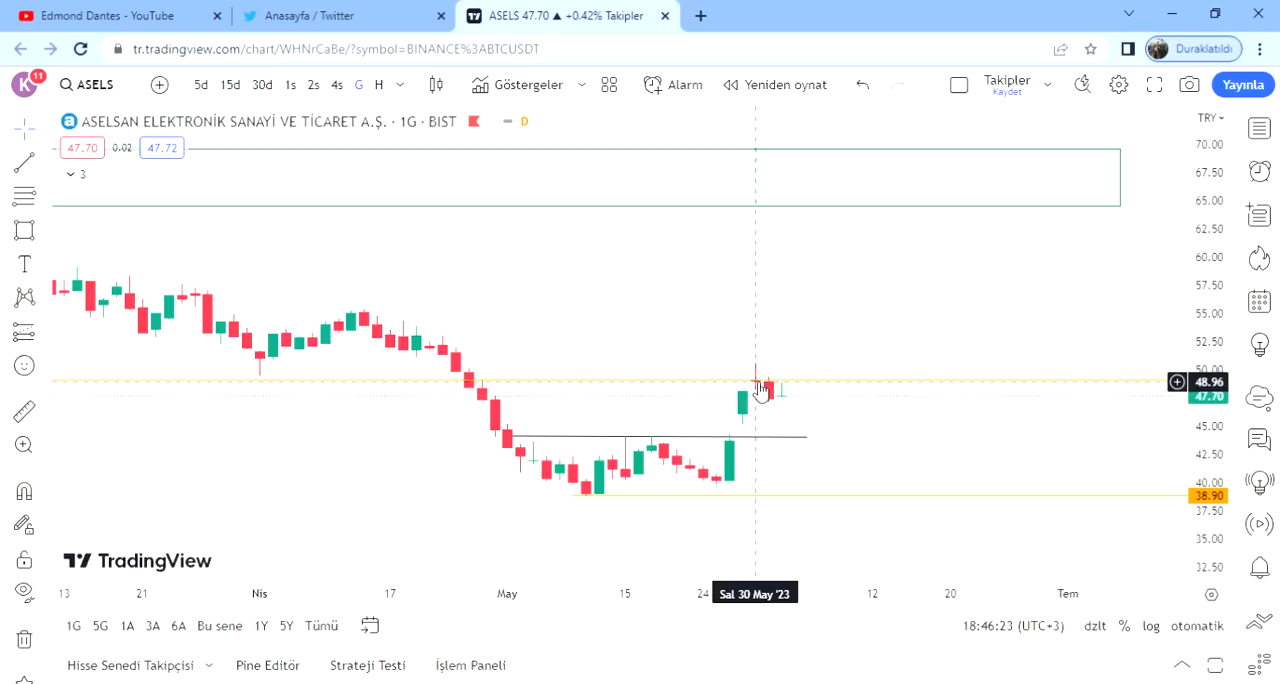 Edmond Dantes - YouTube
Anasayfa / Twitter
ASELS 47.70 ▲ +0.42% Takipler
tr.tradingview.com/chart/WHNrCaBe/?symbol=BINANCE%3ABTCUSDT
Duraklatıldı
K 11
ASELS
5d 15d 30d 1s 2s 4s G H
Göstergeler
Alarm
Yeniden oynat
Takipler
Kaydet
Yayınla
ASELSAN ELEKTRONİK SANAYİ VE TİCARET A.Ş. · 1G · BIST
D
TRY
47.70 0.02 47.72
3
70.00
67.50
65.00
62.50
60.00
57.50
55.00
52.50
50.00
48.96
47.70
45.00
42.50
40.00
38.90
37.50
35.00
32.50
TradingView
13 21 Nis 17 May 15 24 Sal 30 May '23 12 20 Tem
1G 5G 1A 3A 6A Bu sene 1Y 5Y Tümü
18:46:23 (UTC+3) dzlt % log otomatik
Hisse Senedi Takipçisi Pine Editör Strateji Testi İşlem Paneli